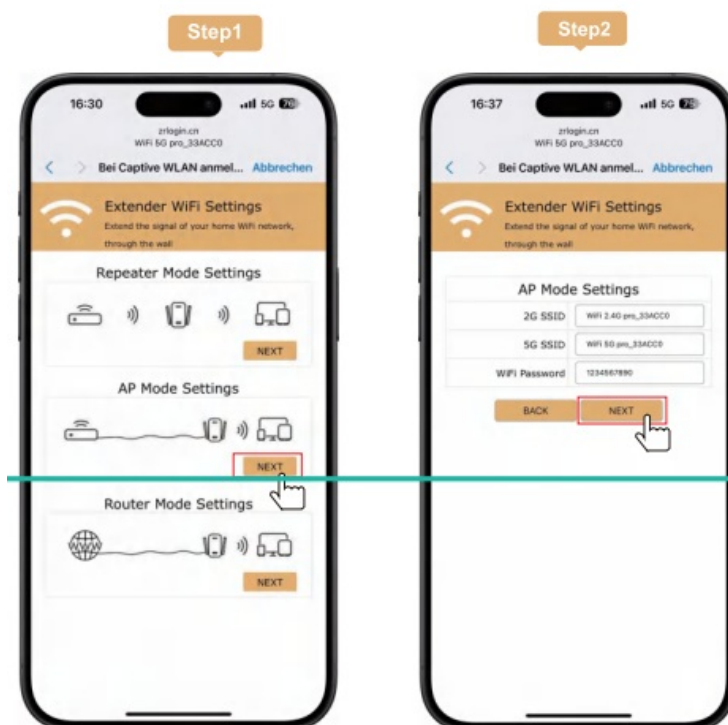 Step1
16:30
5G 79
zrlogin.cn
WiFi 5G pro_33ACC0
Bei Captive WLAN anmel... Abbrechen
Extender WiFi Settings
Extend the signal of your home WiFi network,
through the wall
Repeater Mode Settings
NEXT
AP Mode Settings
NEXT
Router Mode Settings
WWW
NEXT
Step2
16:37
5G
zrlogin.cn
WiFi 5G pro_33ACC0
Bei Captive WLAN anmel... Abbrechen
Extender WiFi Settings
Extend the signal of your home WiFi network,
through the wall
AP Mode Settings
2G SSID WiFi 2.4G pro_33ACC0
5G SSID WiFi 5G pro_33ACC0
WiFi Password 1234567890
BACK NEXT